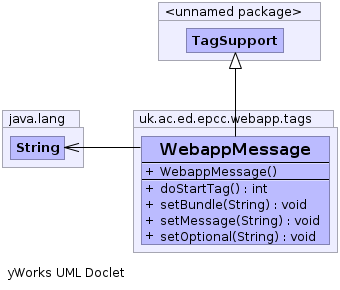 <unnamed package>
TagSupport
java.lang
String
uk.ac.ed.epcc.webapp.tags
WebappMessage
+ WebappMessage()
+ doStartTag() : int
+ setBundle(String) : void
+ setMessage(String) : void
+ setOptional(String) : void
yWorks UML Doclet